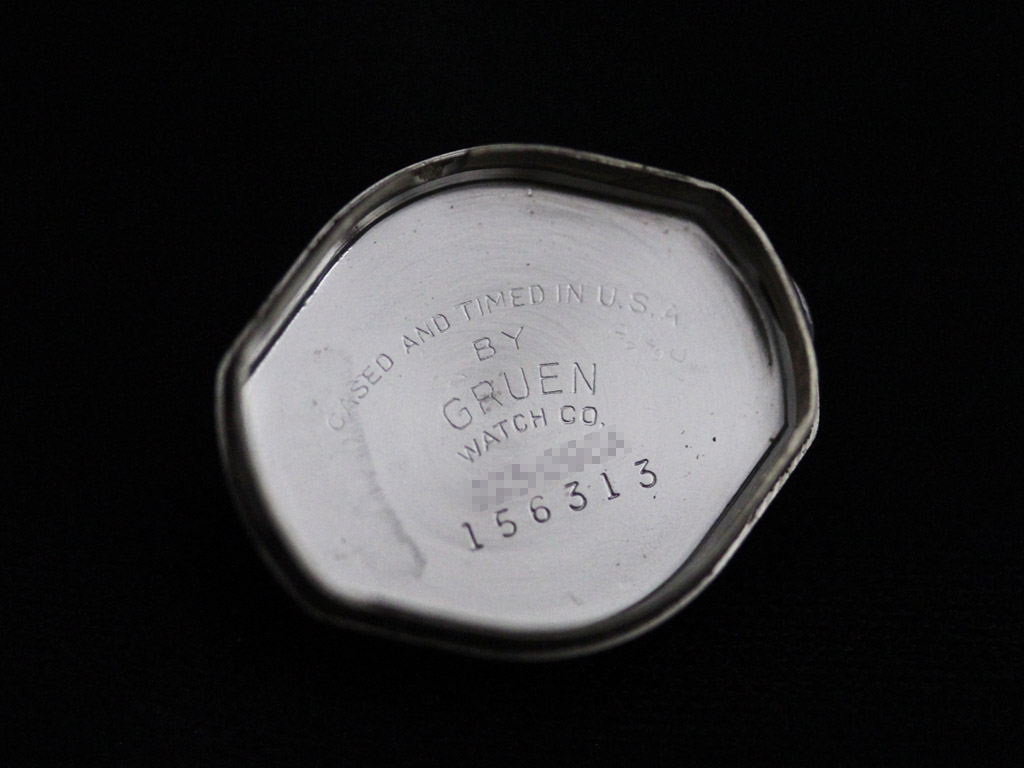 CASED AND TIMED IN U.S.A
BY
GRUEN
WATCH CO.
156313